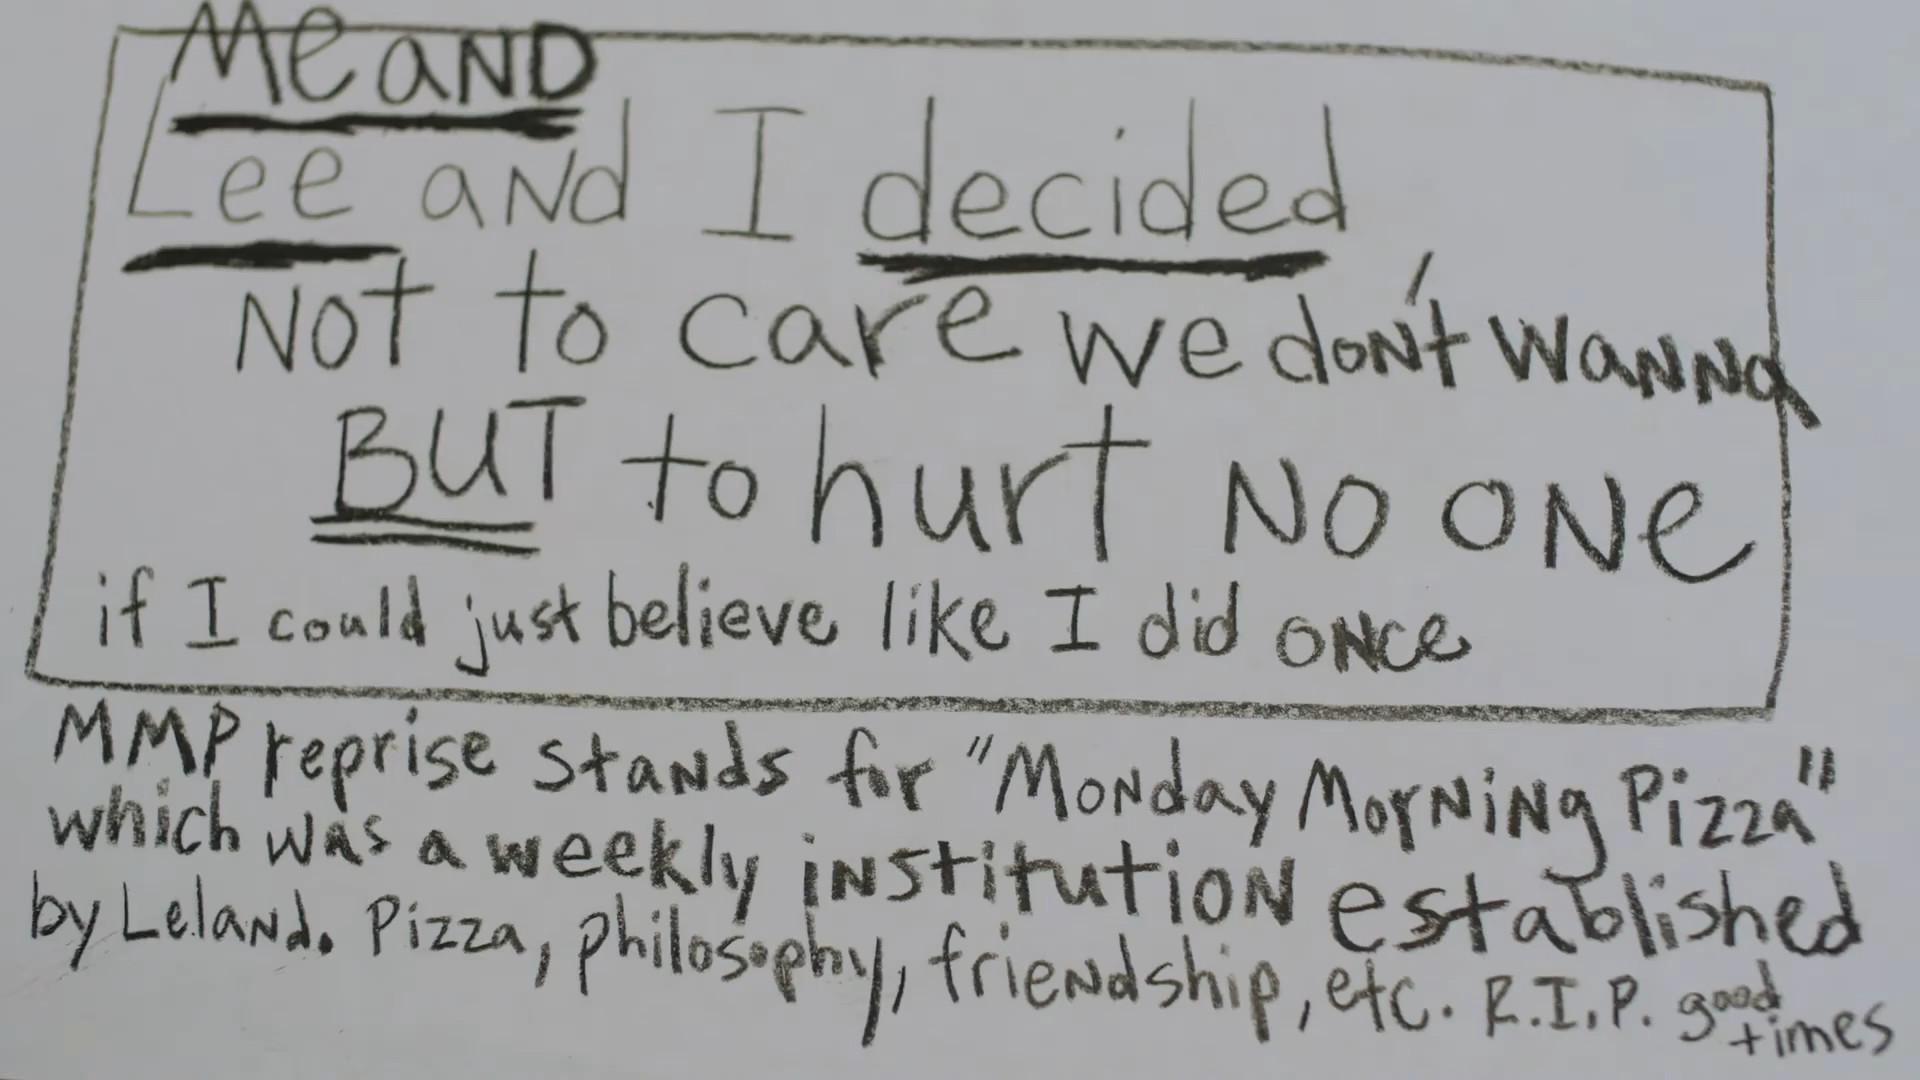 Me aND
Lee aNd I decided
Not to care we don't waNNa
BUT to hurt No oNe
if I could just believe like I did oNce
MMP reprise staNds for "MoNday MorNiNg Pizza"
which was a weekly iNstitutioN established
by LelaNd. Pizza, philosophy, frieNdship, etc. R.I.P. good
times